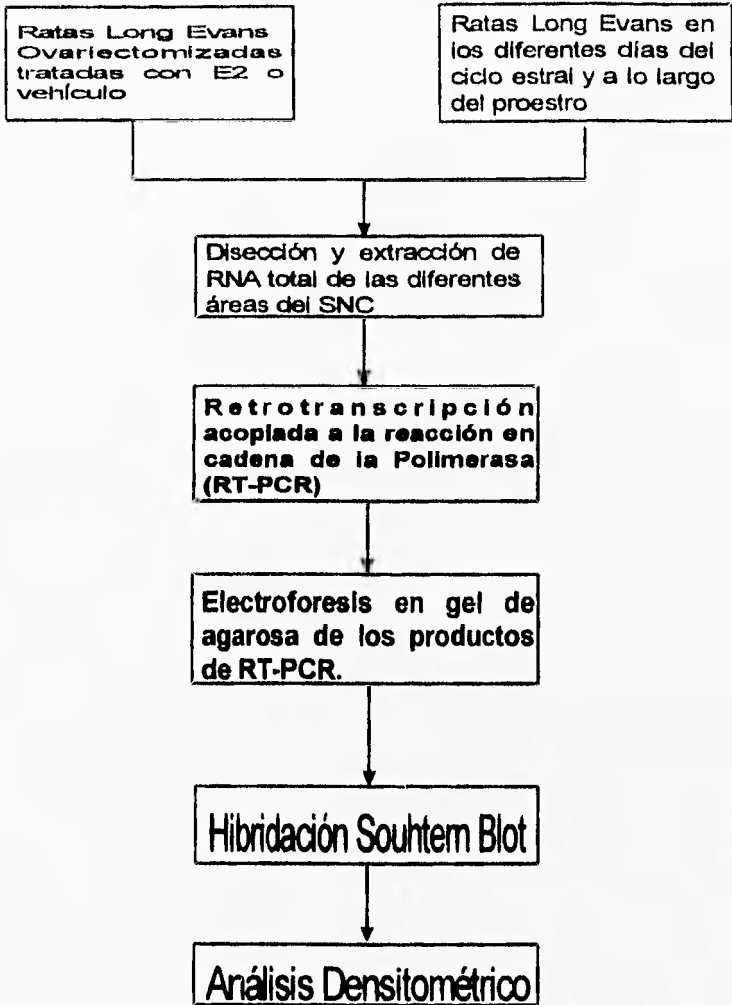 Ratas Long Evans
Ovariectomizadas
tratadas con E2 o
vehículo
Ratas Long Evans en
los diferentes días del
ciclo estral y a lo largo
del proestro
Disección y extracción de
RNA total de las diferentes
áreas del SNC
Retrotranscripción
acoplada a la reacción en
cadena de la Polimerasa
(RT-PCR)
Electroforesis en gel de
agarosa de los productos
de RT-PCR.
Hibridación Souhtern Blot
Análisis Densitométrico